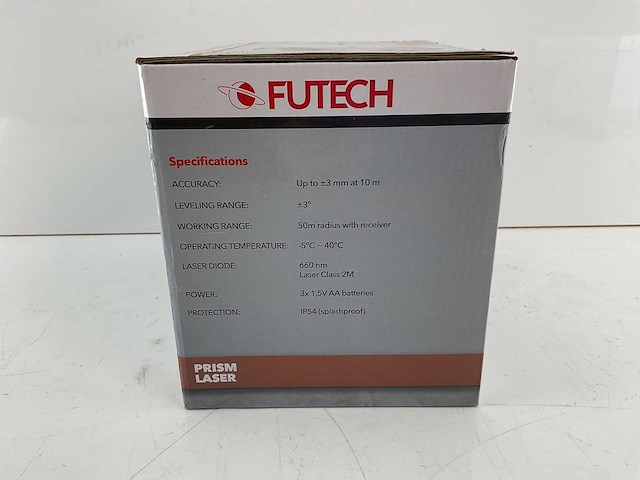 FUTECH
Specifications
ACCURACY: Up to ±3 mm at 10 m
LEVELING RANGE: ±3°
WORKING RANGE: 50m radius with receiver
OPERATING TEMPERATURE: -5°C ~ 40°C
LASER DIODE: 660 nm
Laser Class 2M
POWER: 3x 1,5V AA batteries
PROTECTION: IP54 (splashproof)
PRISM
LASER